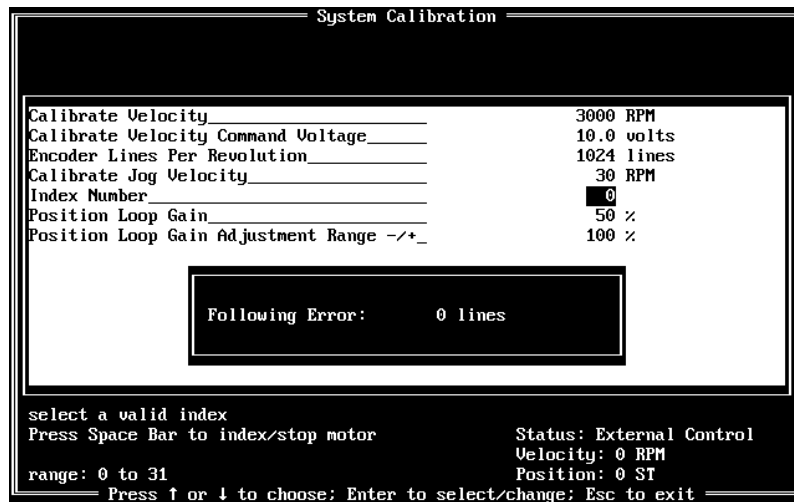 System Calibration
Calibrate Velocity 3000 RPM
Calibrate Velocity Command Voltage 10.0 volts
Encoder Lines Per Revolution 1024 lines
Calibrate Jog Velocity 30 RPM
Index Number 0
Position Loop Gain 50 %
Position Loop Gain Adjustment Range -/+ 100 %
Following Error: 0 lines
select a valid index
Press Space Bar to index/stop motor Status: External Control
Velocity: 0 RPM
range: 0 to 31 Position: 0 ST
Press ↑ or ↓ to choose; Enter to select/change; Esc to exit